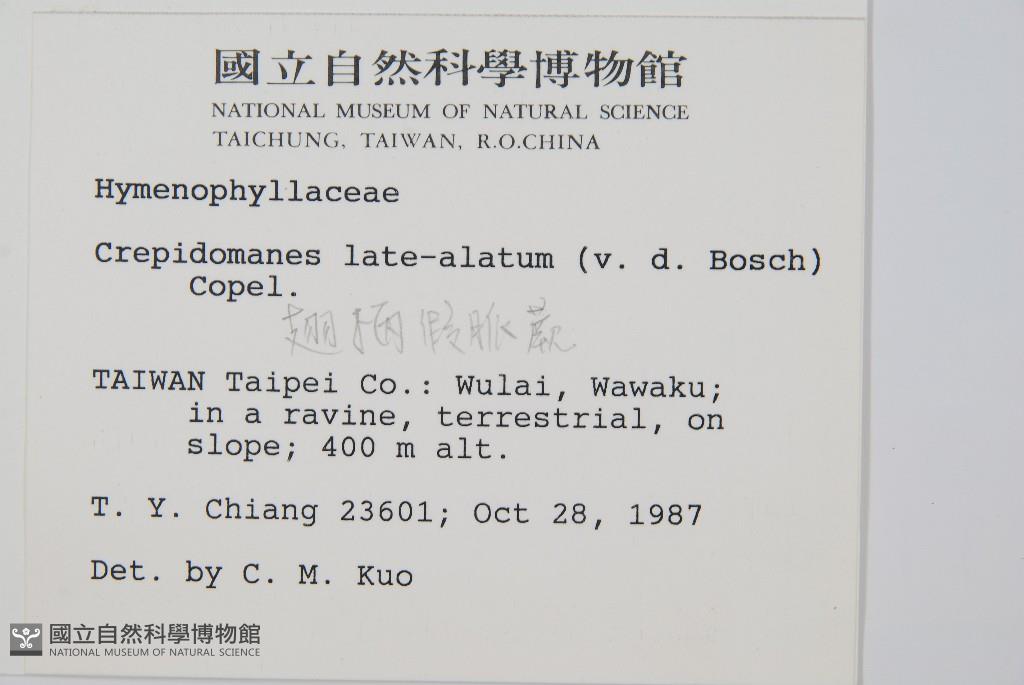 國立自然科學博物館
NATIONAL MUSEUM OF NATURAL SCIENCE
TAICHUNG, TAIWAN, R.O.CHINA
Hymenophyllaceae
Crepidomanes late-alatum (v. d. Bosch)
Copel.
翅柄假脈蕨
TAIWAN Taipei Co.: Wulai, Wawaku;
in a ravine, terrestrial, on
slope; 400 m alt.
T. Y. Chiang 23601; Oct 28, 1987
Det. by C. M. Kuo
國立自然科學博物館
NATIONAL MUSEUM OF NATURAL SCIENCE